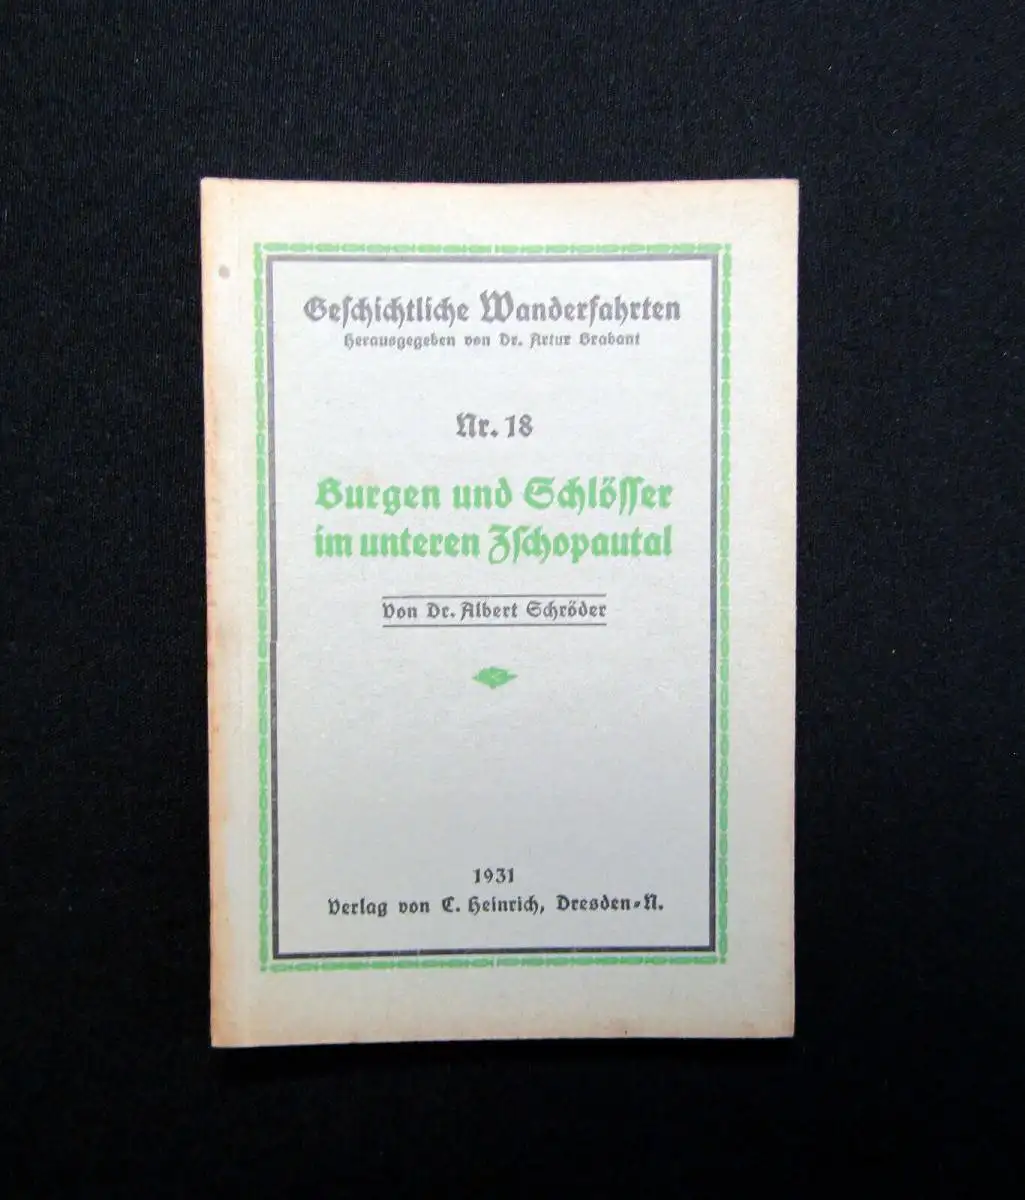 Geſchichtliche Wanderfahrten
Herausgegeben von Dr. Artur Brabant
Nr. 18
Burgen und Schlöſſer
im unteren Zſchopautal
Von Dr. Albert Schröder
1931
Verlag von C. Heinrich, Dresden-N.